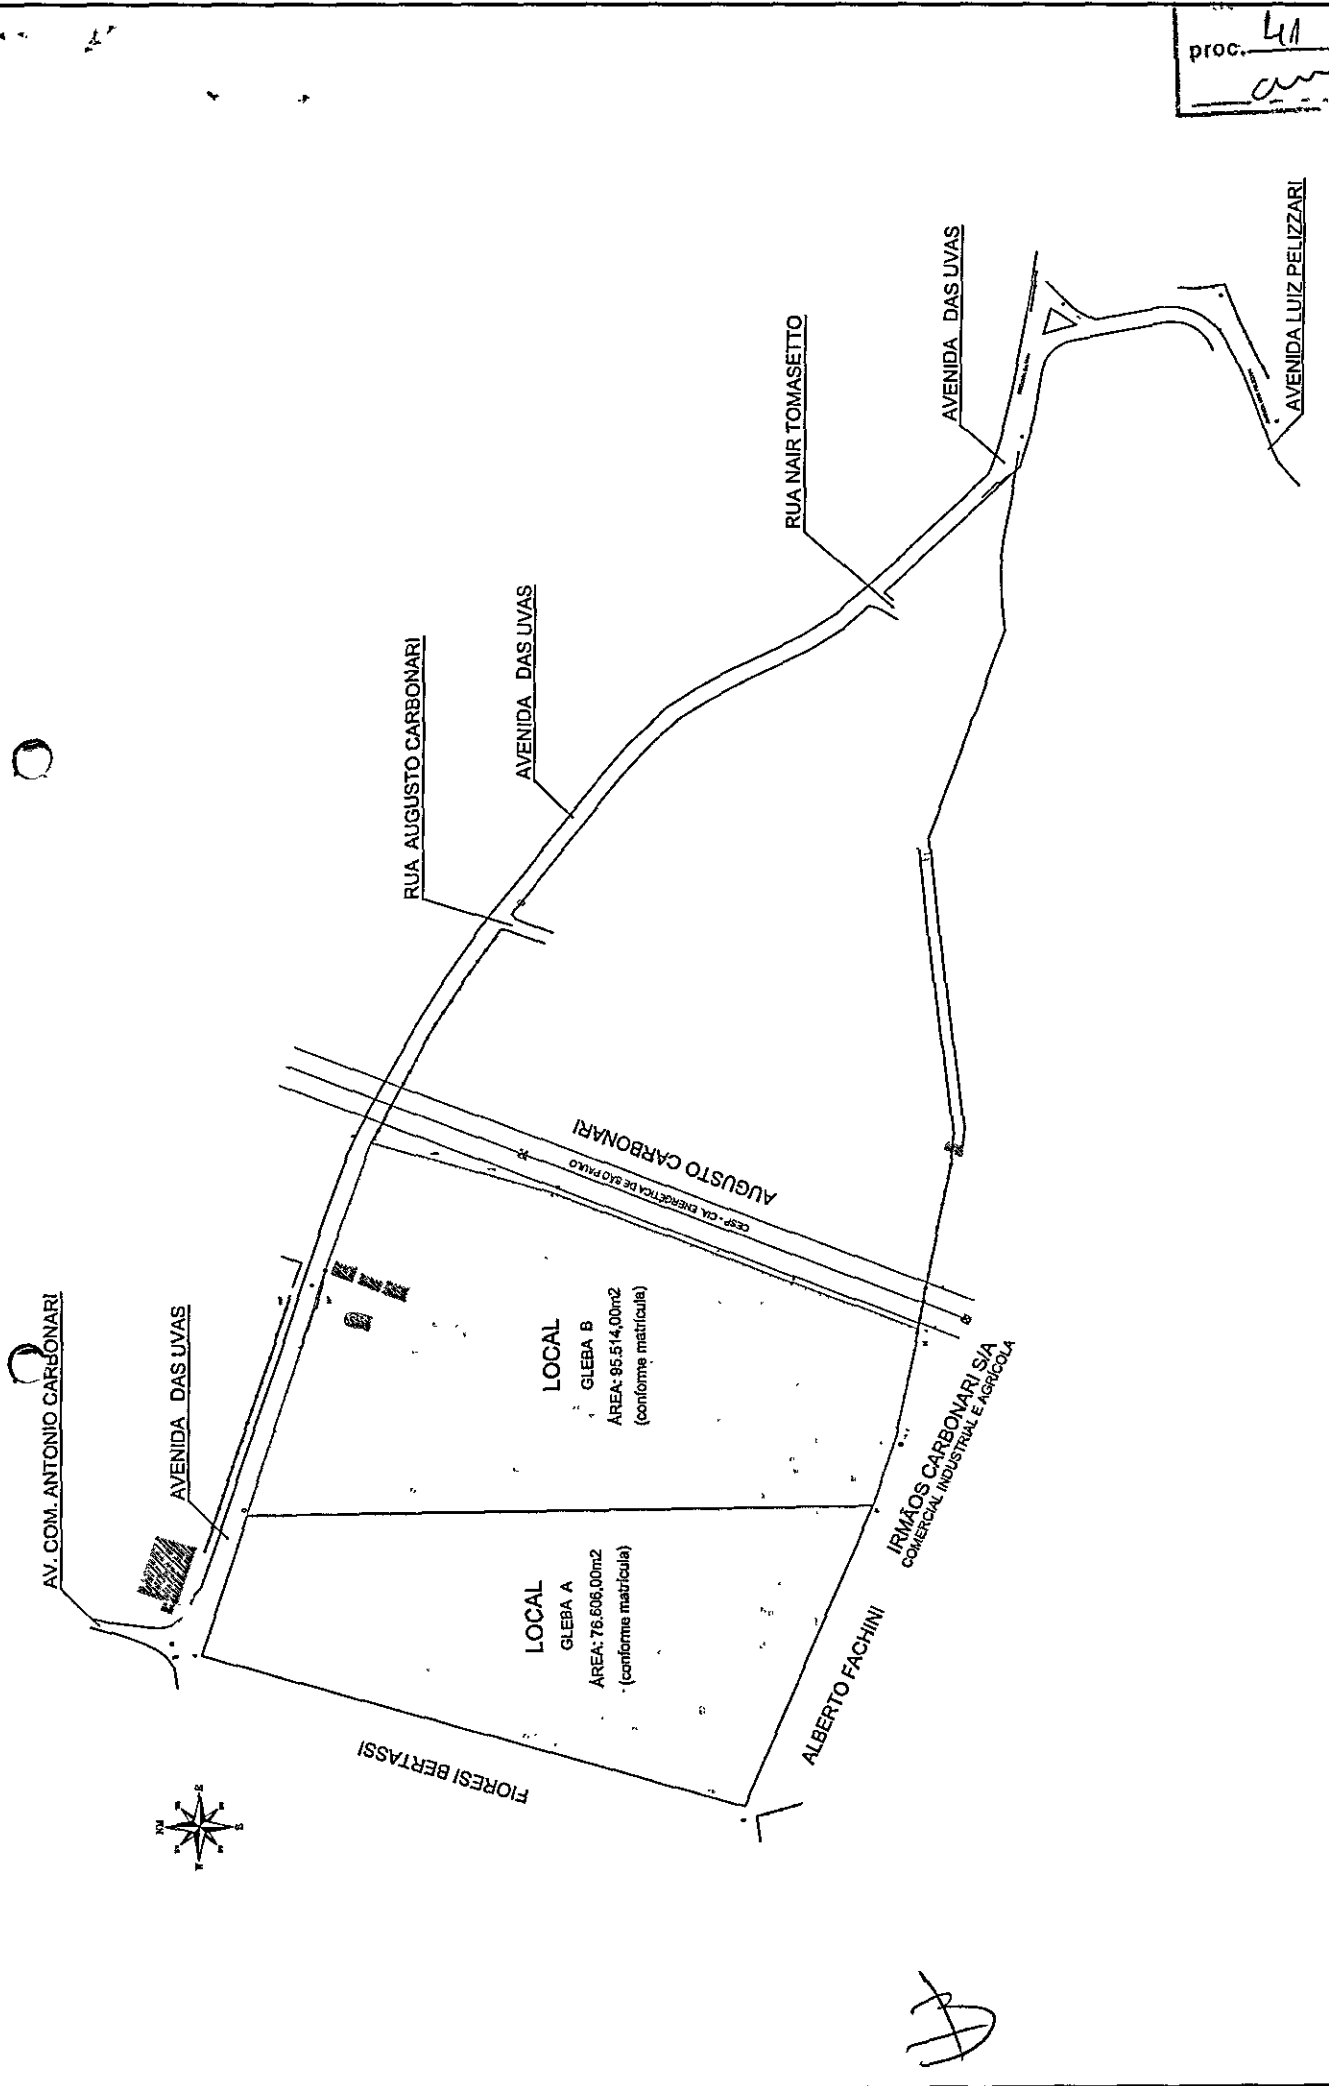 proc. 41
AV. COM. ANTONIO CARBONARI
AVENIDA DAS UVAS
RUA AUGUSTO CARBONARI
AVENIDA DAS UVAS
RUA NAIR TOMASETTO
AVENIDA DAS UVAS
AVENIDA LUIZ PELIZZARI
AUGUSTO CARBONARI
CESP - CIA. ENERGÉTICA DE SÃO PAULO
LOCAL
GLEBA B
ÁREA: 95.514,00m2
(conforme matrícula)
LOCAL
GLEBA A
ÁREA: 76.606,00m2
(conforme matrícula)
FIORESI BERTASSI
ALBERTO FACHINI
IRMÃOS CARBONARI S/A
COMERCIAL INDUSTRIAL E AGRÍCOLA